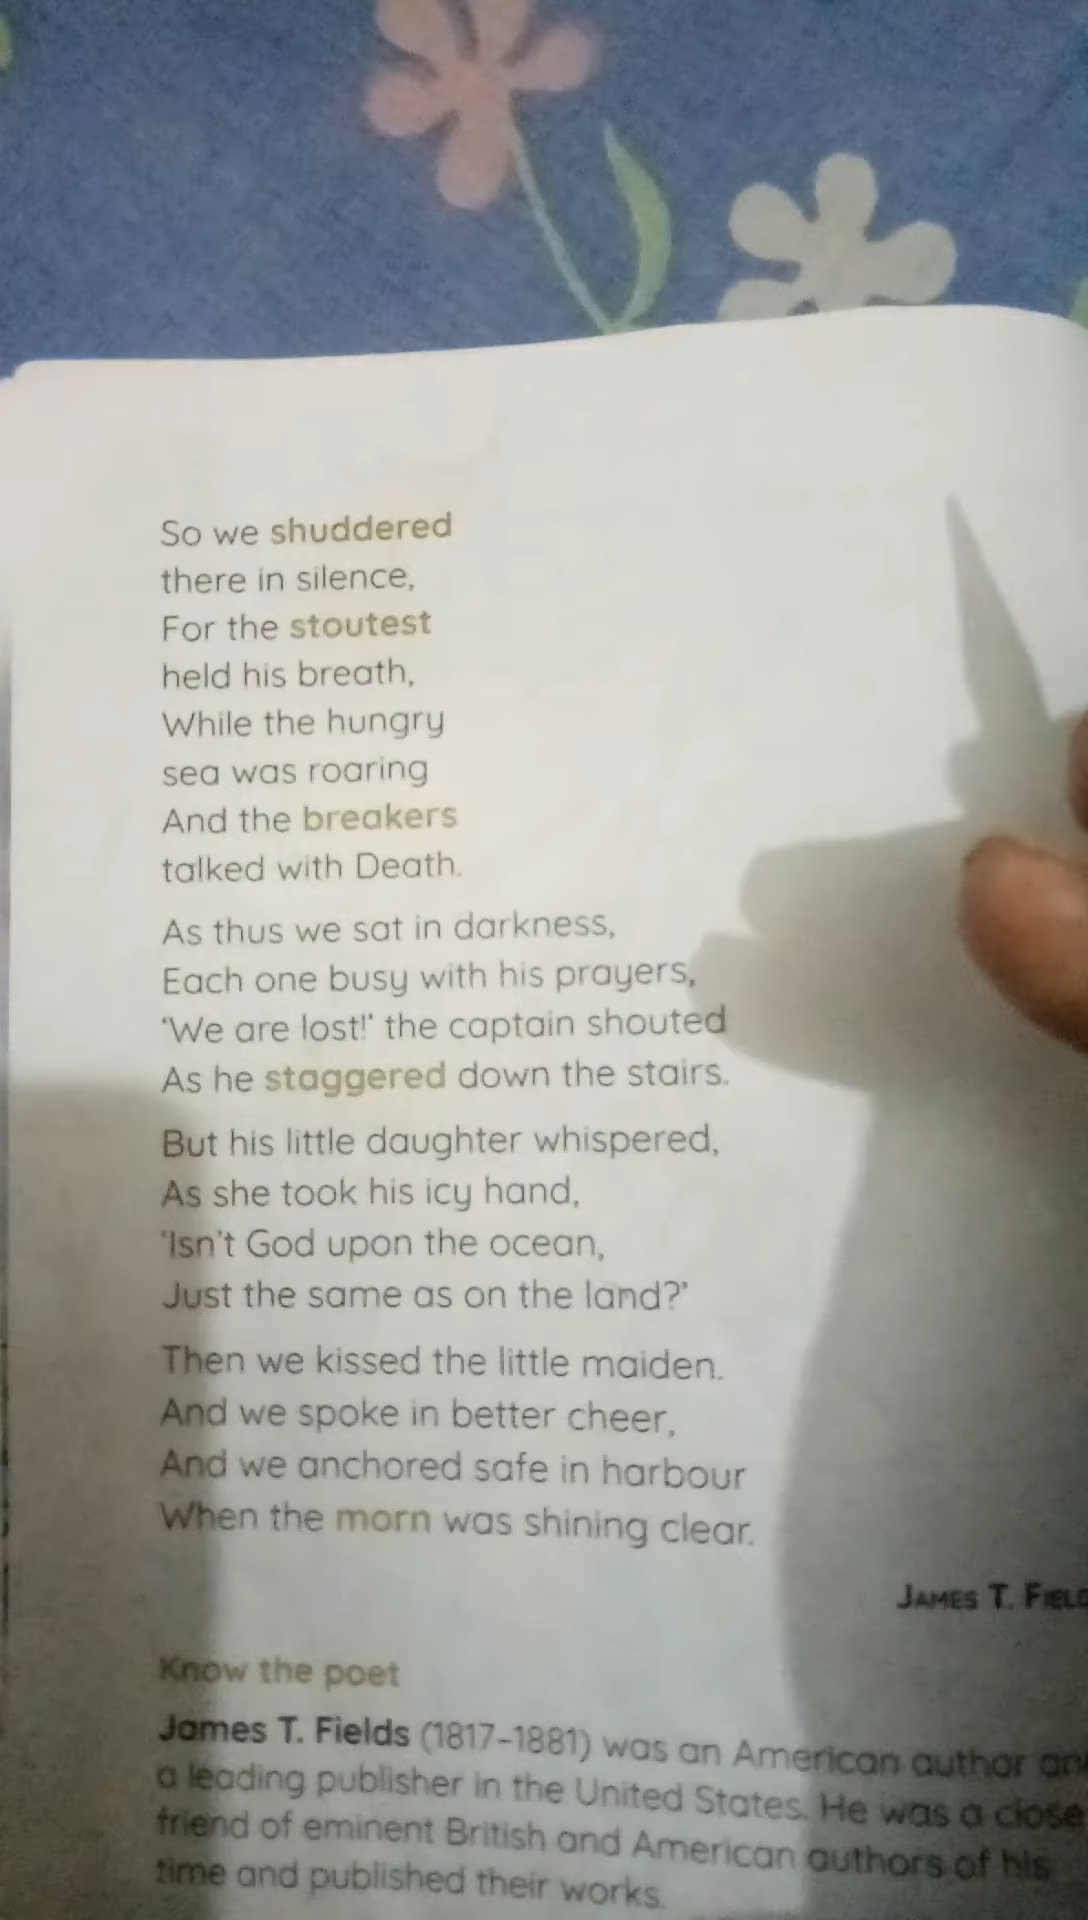 So we shuddered
there in silence,
For the stoutest
held his breath,
While the hungry
sea was roaring
And the breakers
talked with Death.
As thus we sat in darkness,
Each one busy with his prayers,
‘We are lost!’ the captain shouted
As he staggered down the stairs.
But his little daughter whispered,
As she took his icy hand,
‘Isn’t God upon the ocean,
Just the same as on the land?’
Then we kissed the little maiden.
And we spoke in better cheer,
And we anchored safe in harbour
When the morn was shining clear.
JAMES T.
Know the poet
James T. Fields (1817–1881) was an American author
a leading publisher in the United States. He was a close
friend of eminent British and American authors of his
time and published their works.